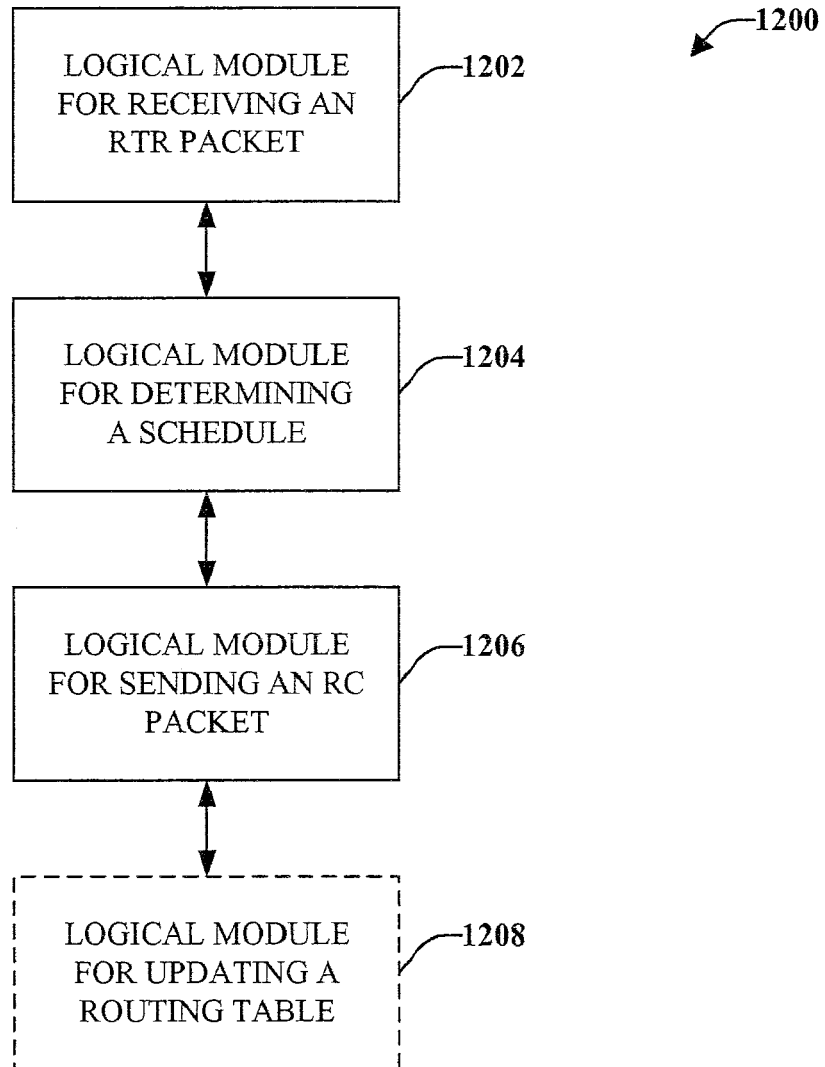 1200
LOGICAL MODULE
FOR RECEIVING AN
RTR PACKET
1202
LOGICAL MODULE
FOR DETERMINING
A SCHEDULE
1204
LOGICAL MODULE
FOR SENDING AN RC
PACKET
1206
LOGICAL MODULE
FOR UPDATING A
ROUTING TABLE
1208